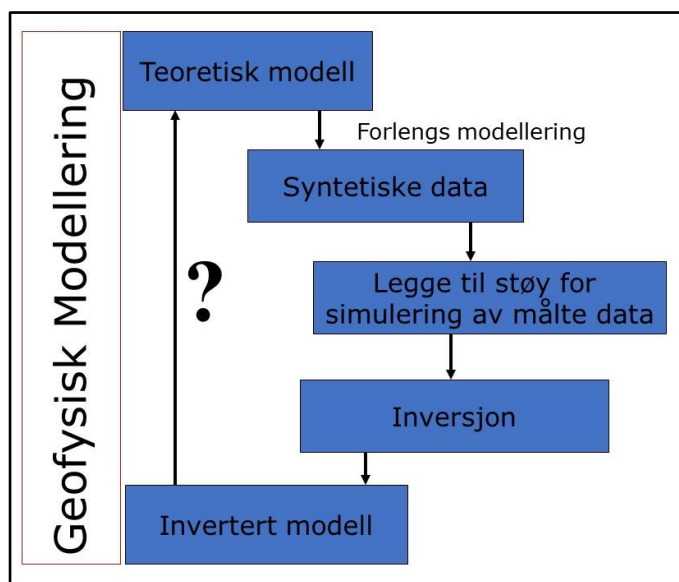 Geofysisk Modellering
Teoretisk modell
Forlengs modellering
Syntetiske data
Legge til støy for
simulering av målte data
?
Inversjon
Invertert modell